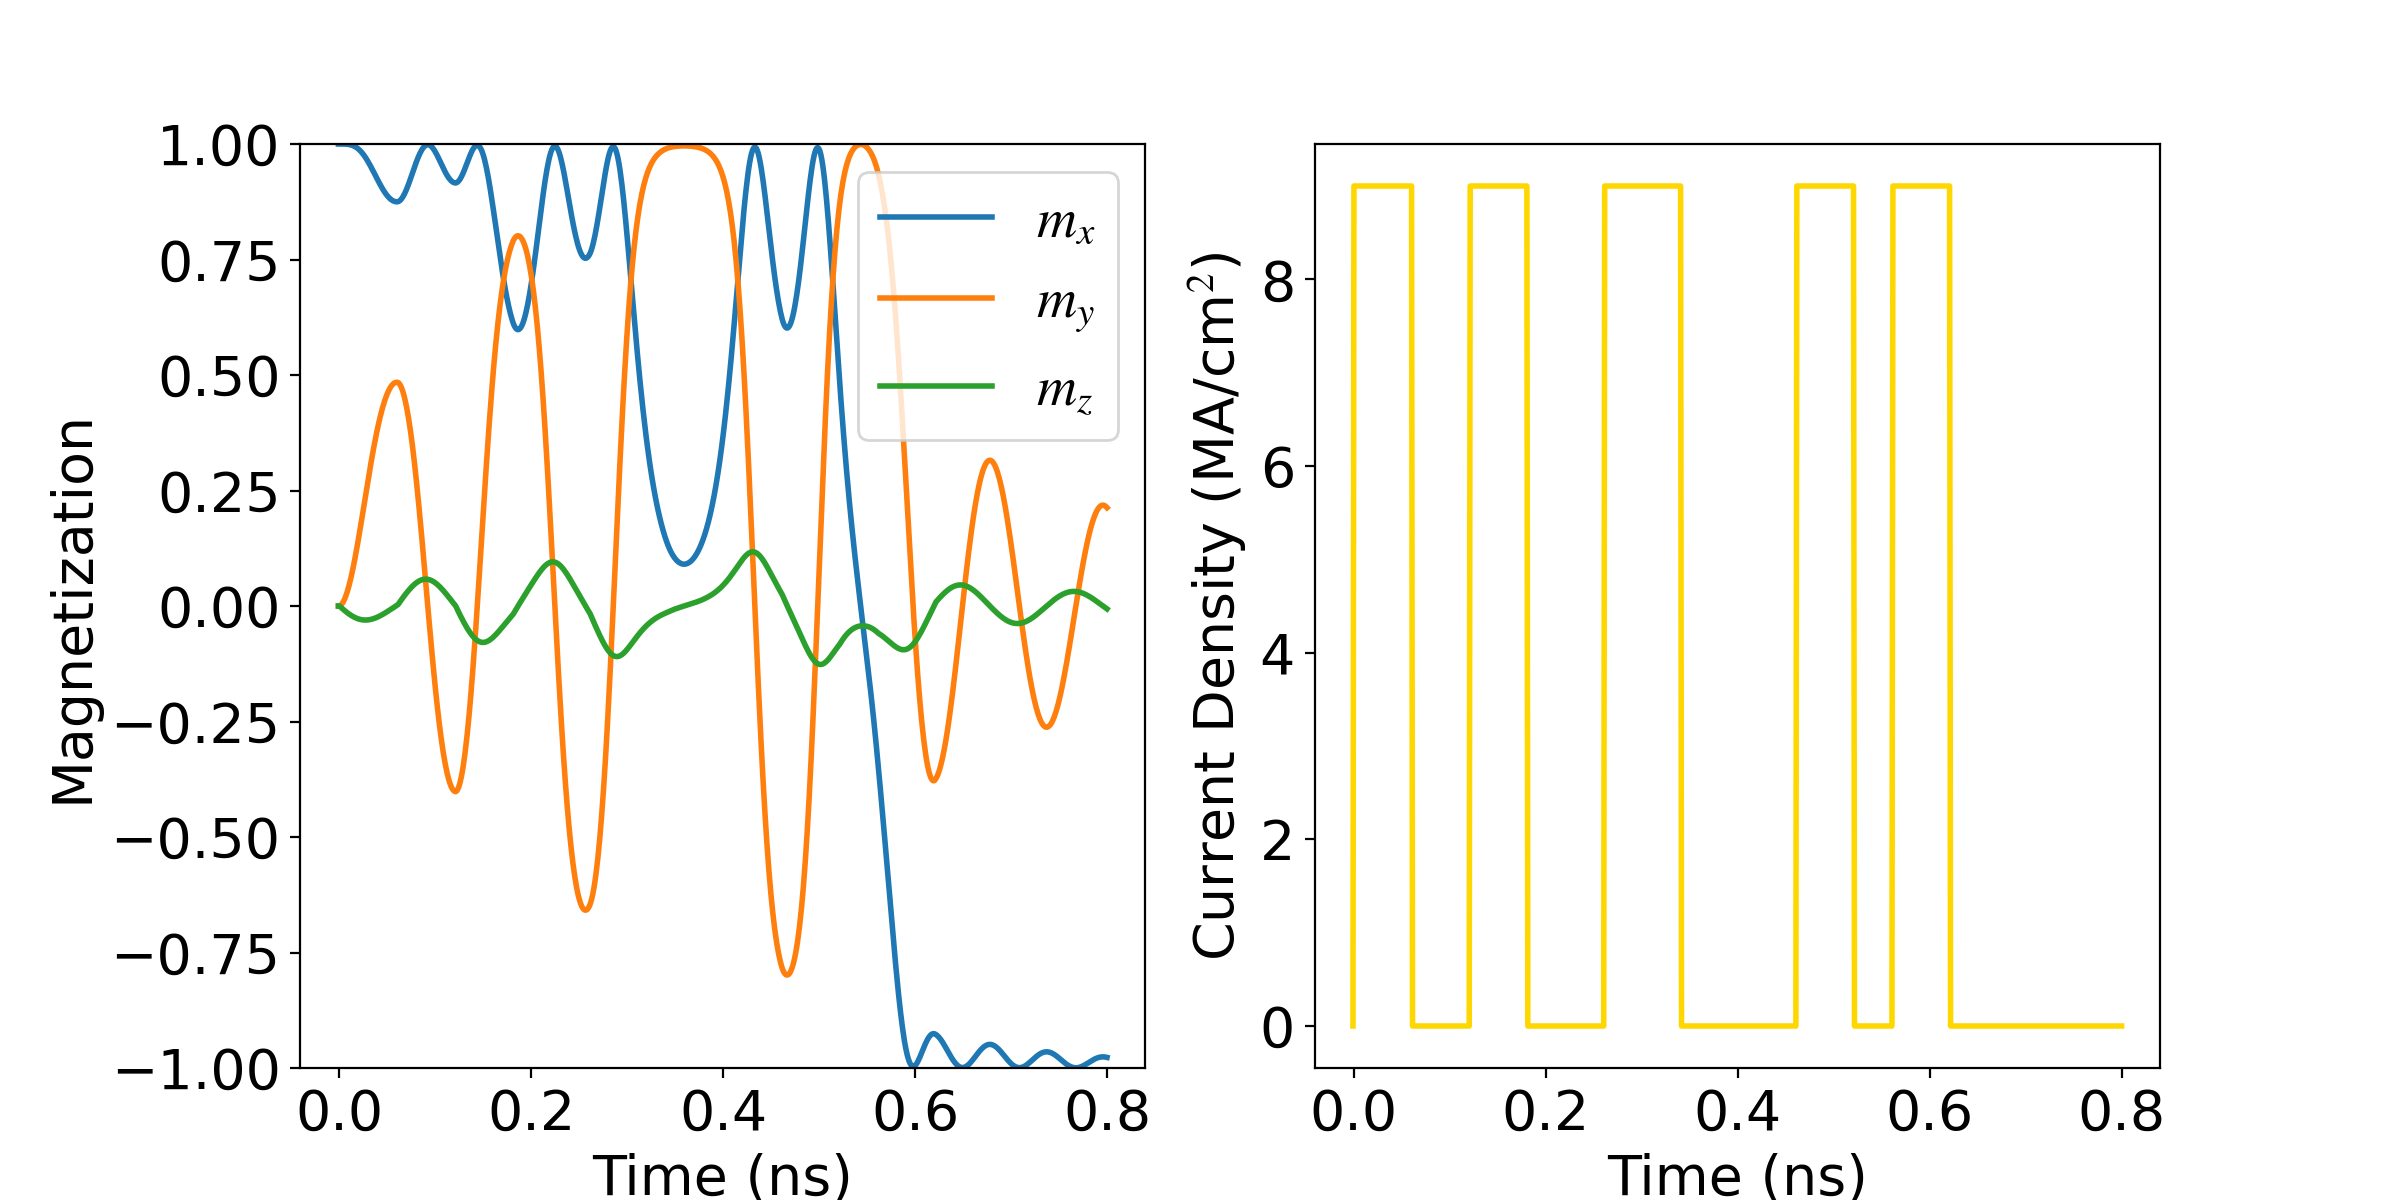 Magnetization
1.00
0.75
0.50
0.25
0.00
−0.25
−0.50
−0.75
−1.00
0.0 0.2 0.4 0.6 0.8
Time (ns)
m_x
m_y
m_z
Current Density (MA/cm²)
8
6
4
2
0
0.0 0.2 0.4 0.6 0.8
Time (ns)